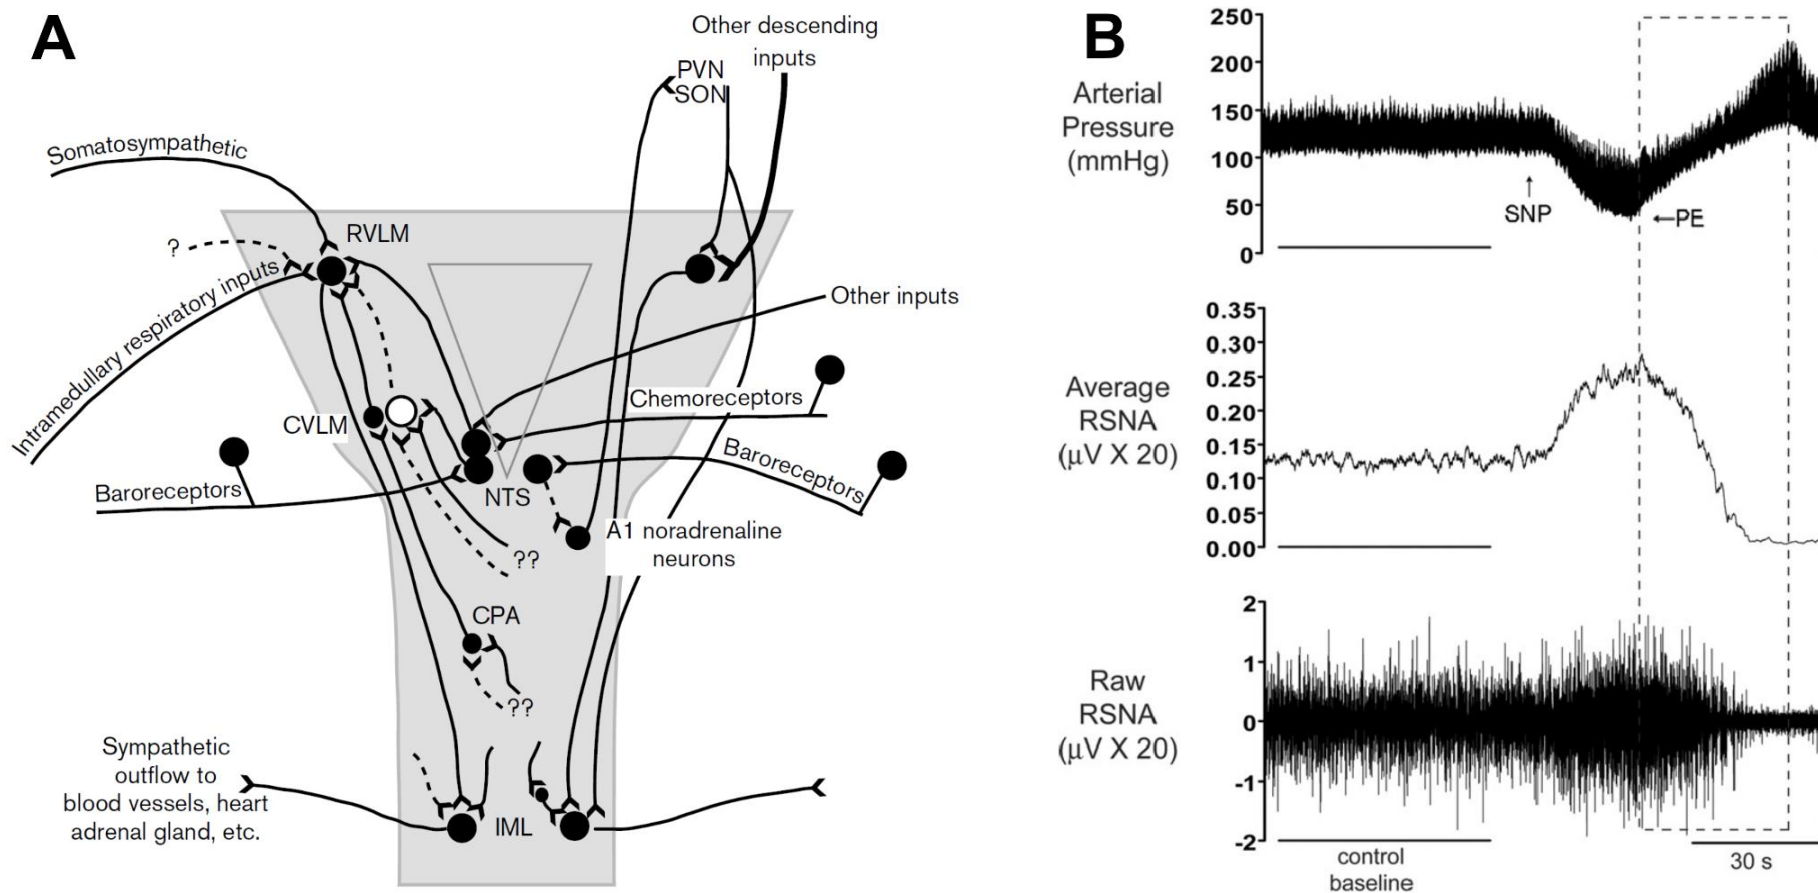 A
Other descending
inputs
PVN
SON
Somatosympathetic
RVLM
?
Intramedullary respiratory inputs
Other inputs
Chemoreceptors
CVLM
Baroreceptors
Baroreceptors
NTS
A1 noradrenaline
neurons
??
CPA
??
Sympathetic
outflow to
blood vessels, heart
adrenal gland, etc.
IML
B
Arterial
Pressure
(mmHg)
250
200
150
100
50
0
SNP
PE
Average
RSNA
(μV X 20)
0.35
0.30
0.25
0.20
0.15
0.10
0.05
0.00
Raw
RSNA
(μV X 20)
2
1
0
-1
-2
control
baseline
30 s